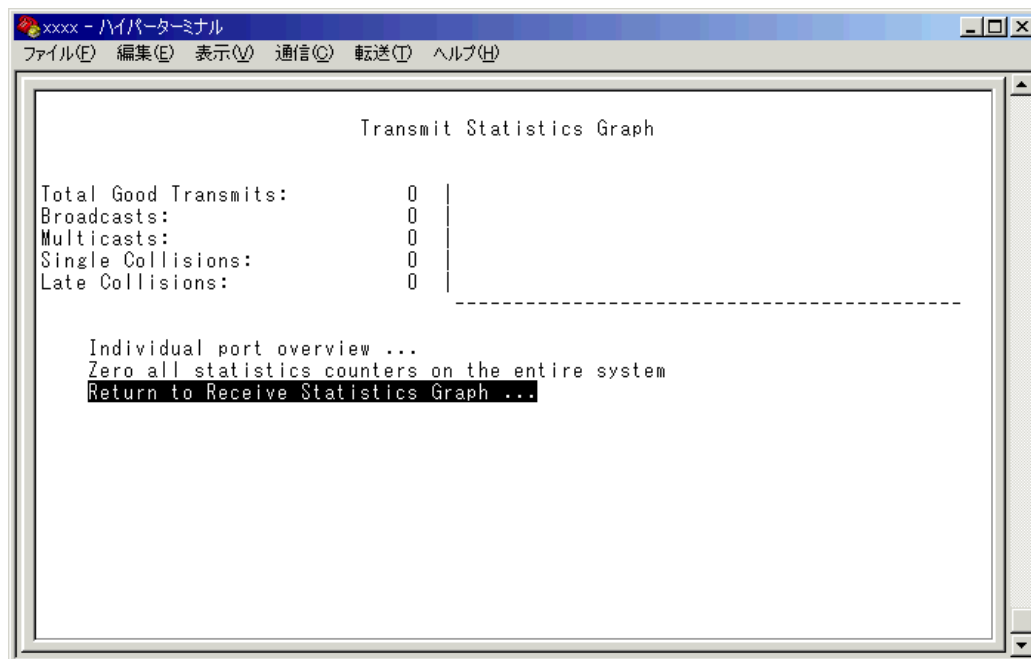 xxxx - ハイパーターミナル
ファイル(F) 編集(E) 表示(V) 通信(C) 転送(T) ヘルプ(H)
Transmit Statistics Graph
Total Good Transmits: 0 |
Broadcasts: 0 |
Multicasts: 0 |
Single Collisions: 0 |
Late Collisions: 0 |
-------------------------------------------
Individual port overview ...
Zero all statistics counters on the entire system
Return to Receive Statistics Graph ...